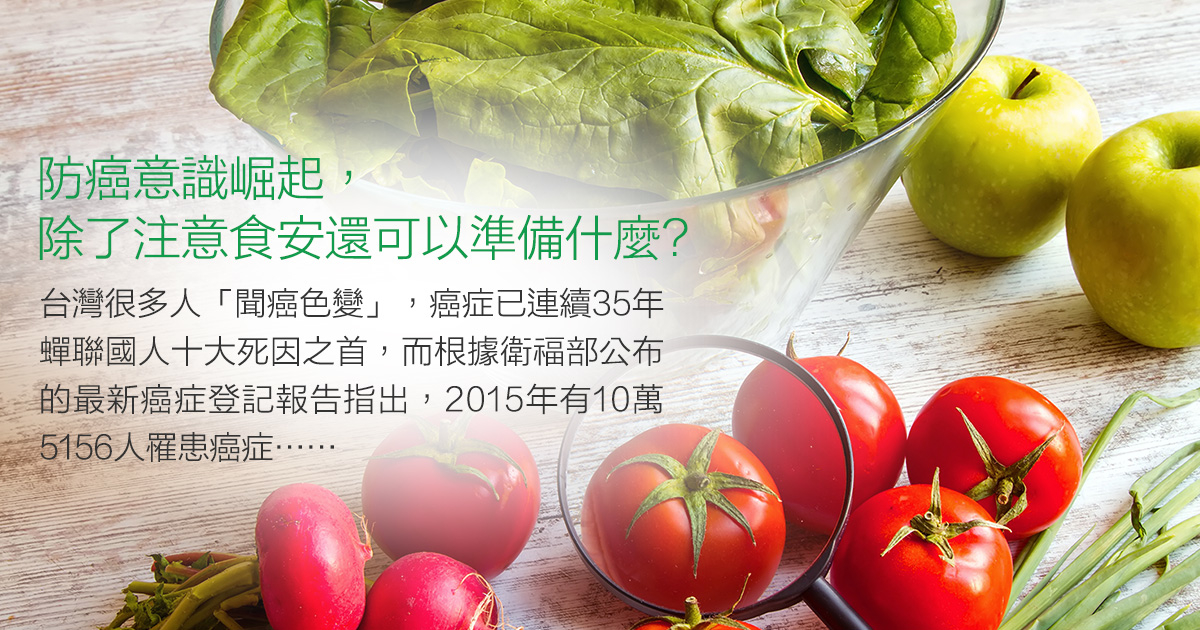 防癌意識崛起，
除了注意食安還可以準備什麼?
台灣很多人「聞癌色變」，癌症已連續35年
蟬聯國人十大死因之首，而根據衛福部公布
的最新癌症登記報告指出，2015年有10萬
5156人罹患癌症……